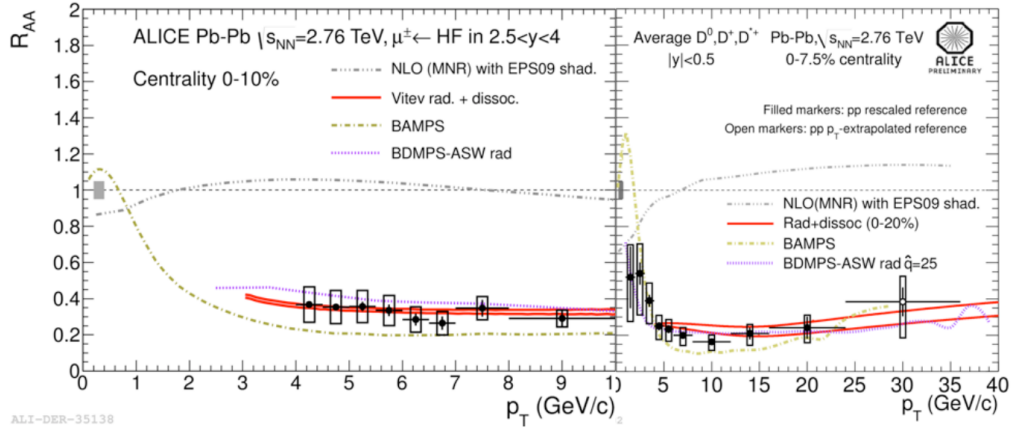 R_AA
2
1.8
1.6
1.4
1.2
1
0.8
0.6
0.4
0.2
0
ALICE Pb-Pb √s_NN=2.76 TeV, μ±← HF in 2.5<y<4
Centrality 0-10%
NLO (MNR) with EPS09 shad.
Vitev rad. + dissoc.
BAMPS
BDMPS-ASW rad
0 1 2 3 4 5 6 7 8 9 1
p_T (GeV/c)
ALI-DER-35138
Average D⁰,D⁺,D*⁺ Pb-Pb,√s_NN=2.76 TeV
|y|<0.5 0-7.5% centrality
ALICE
PRELIMINARY
Filled markers: pp rescaled reference
Open markers: pp p_T-extrapolated reference
NLO(MNR) with EPS09 shad.
Rad+dissoc (0-20%)
BAMPS
BDMPS-ASW rad q̂=25
0 5 10 15 20 25 30 35 40
p_T (GeV/c)
2